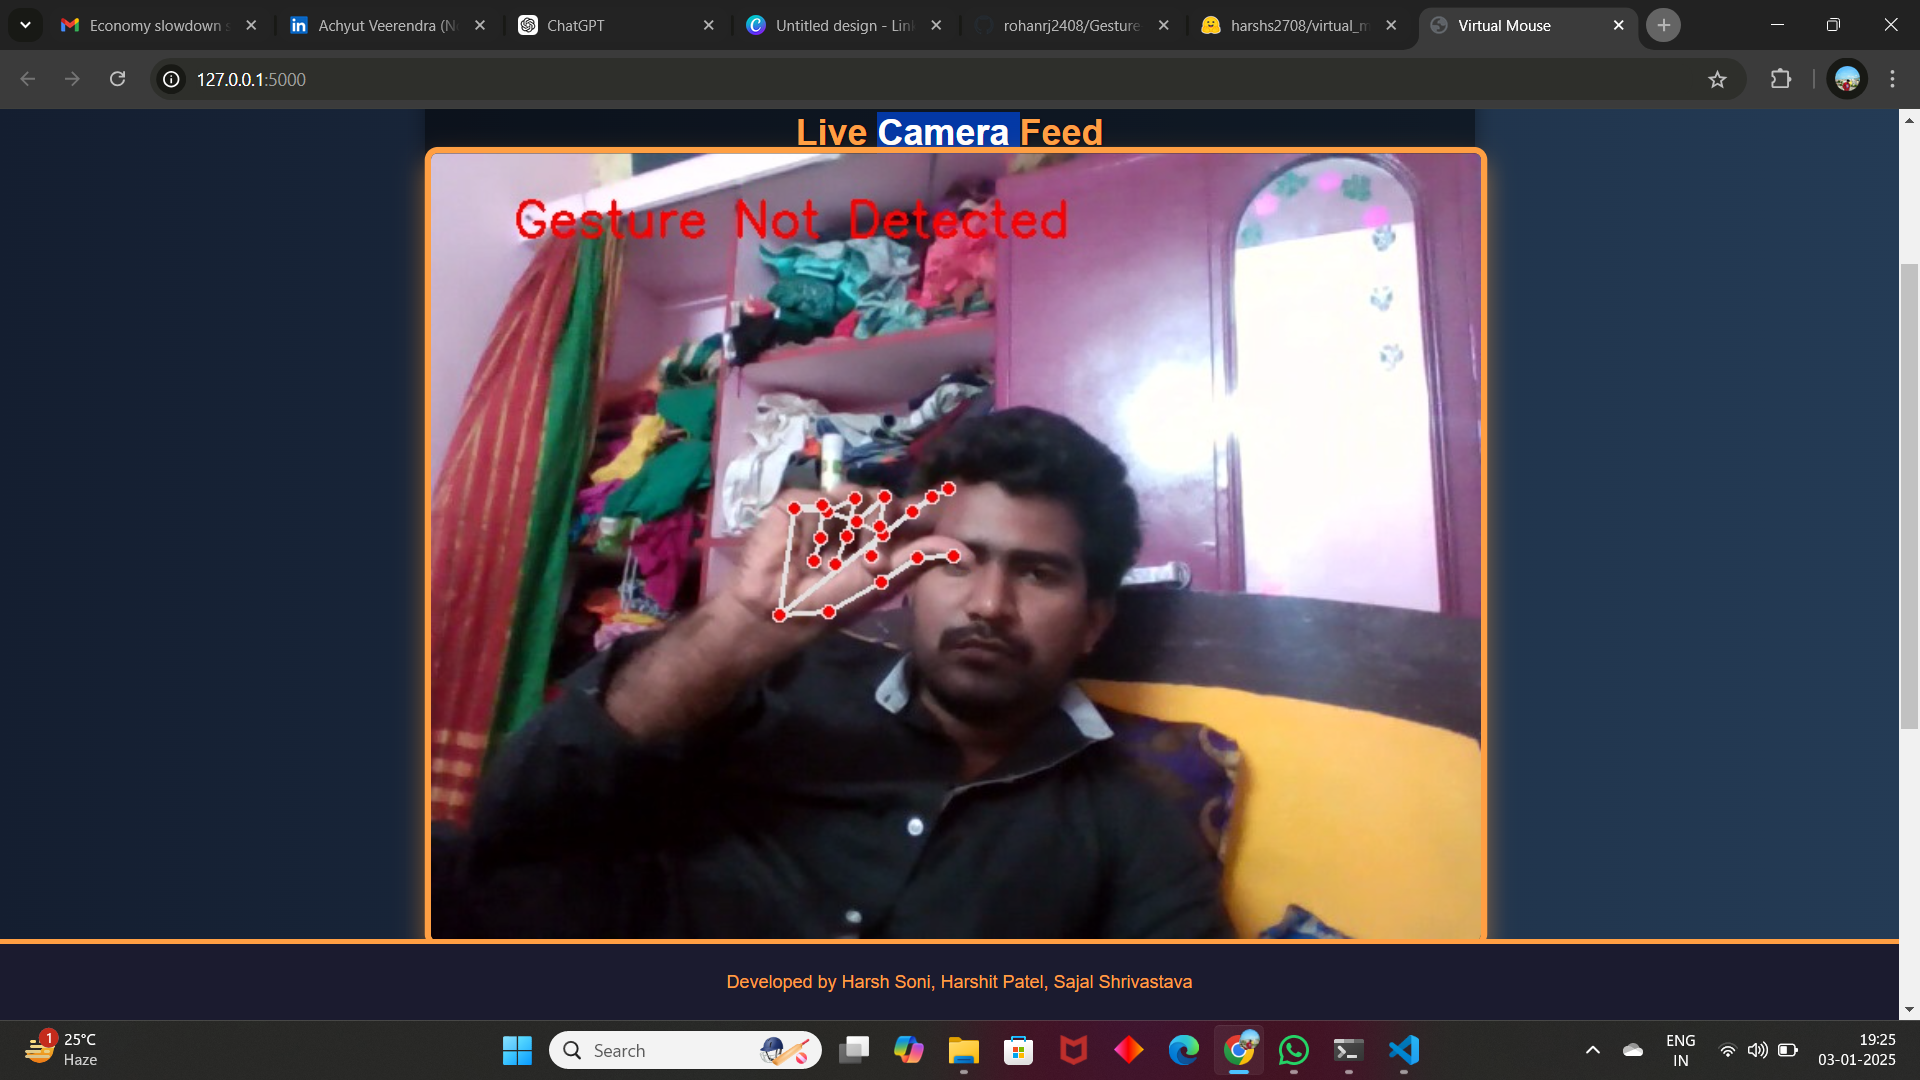 Economy slowdown s
Achyut Veerendra (N
ChatGPT
Untitled design - Link
rohanrj2408/Gesture
harshs2708/virtual_m
Virtual Mouse
127.0.0.1:5000
Live Camera Feed
Gesture Not Detected
Developed by Harsh Soni, Harshit Patel, Sajal Shrivastava
1
25°C
Haze
Search
ENG
IN
19:25
03-01-2025